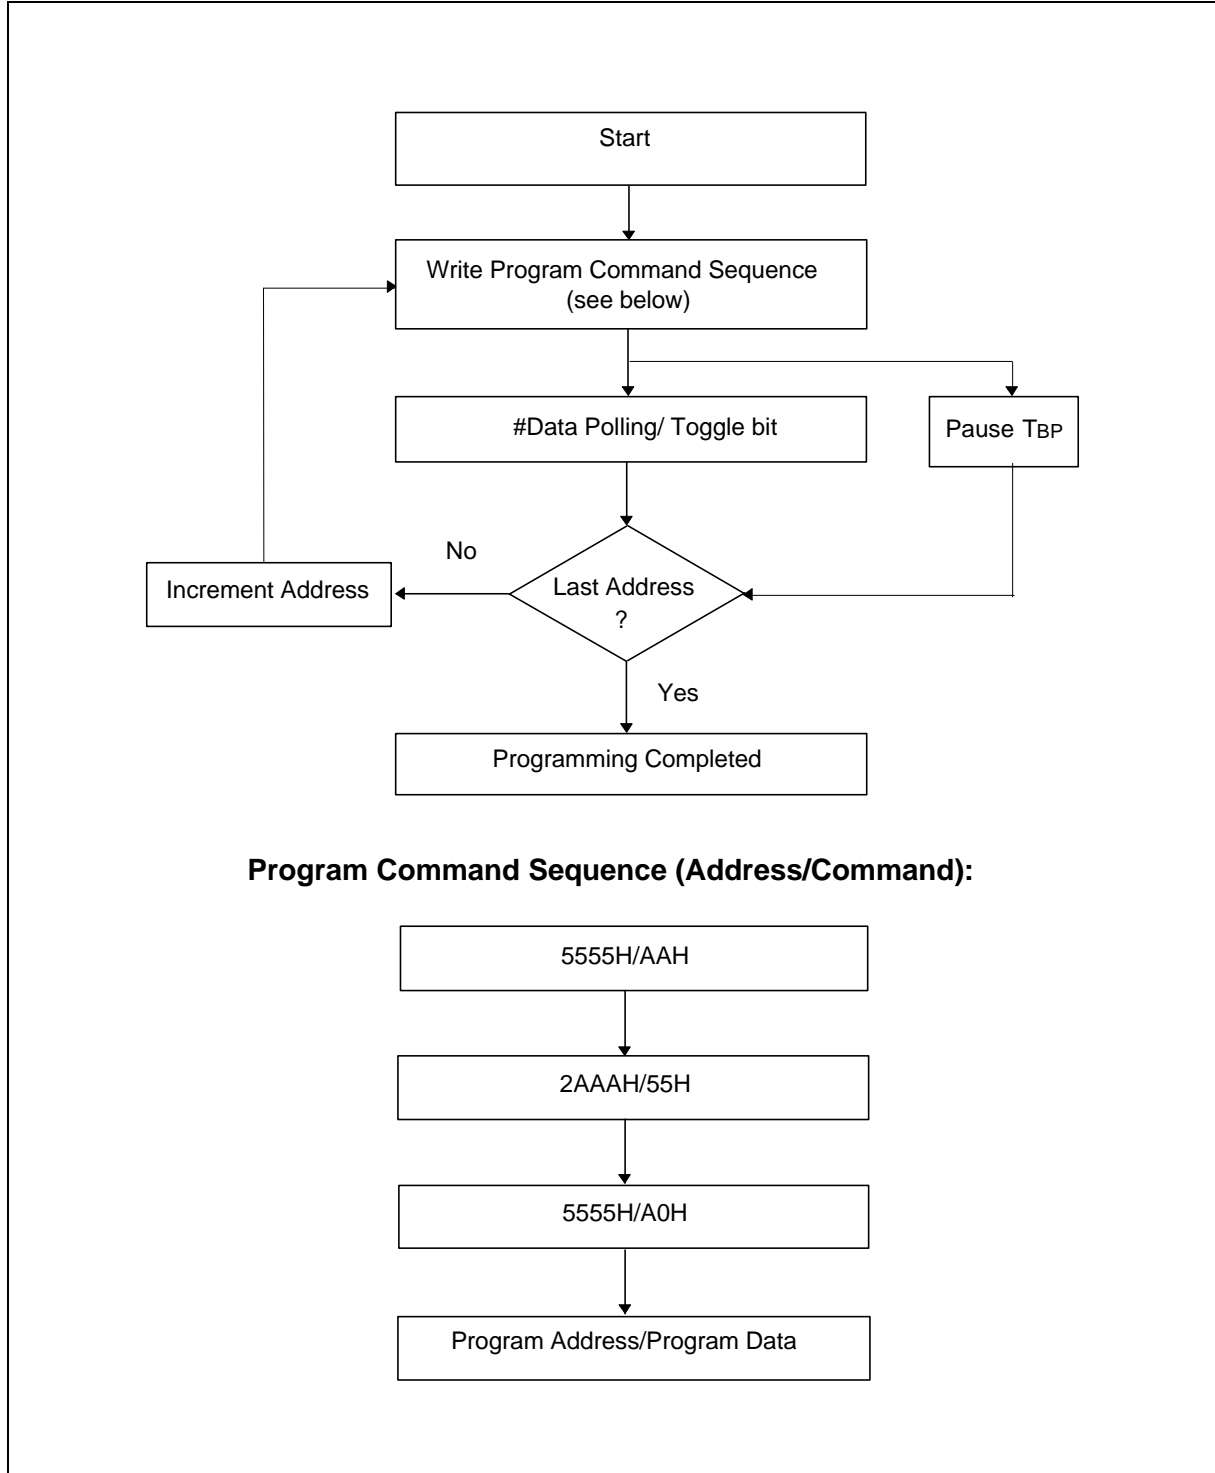 Start
Write Program Command Sequence
(see below)
#Data Polling/ Toggle bit
Pause TBP
No
Increment Address
Last Address
?
Yes
Programming Completed
Program Command Sequence (Address/Command):
5555H/AAH
2AAAH/55H
5555H/A0H
Program Address/Program Data